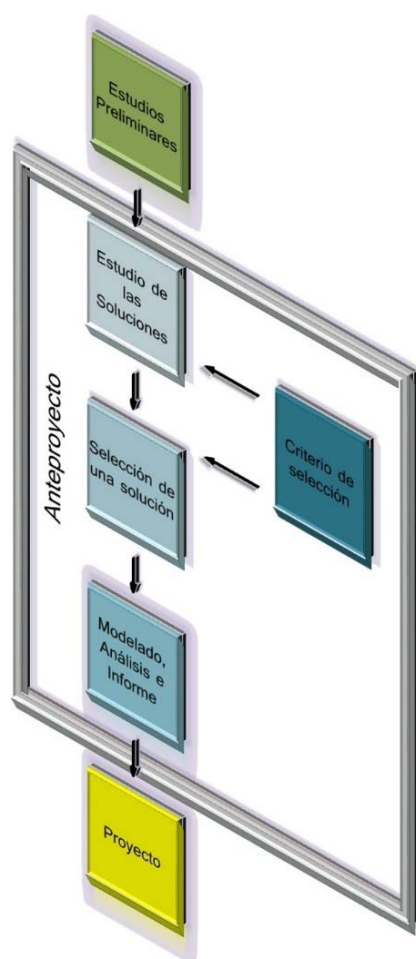 Estudios
Preliminares
Estudio de
las
Soluciones
Anteproyecto
Selección de
una solución
Criterio de
selección
Modelado,
Análisis e
Informe
Proyecto